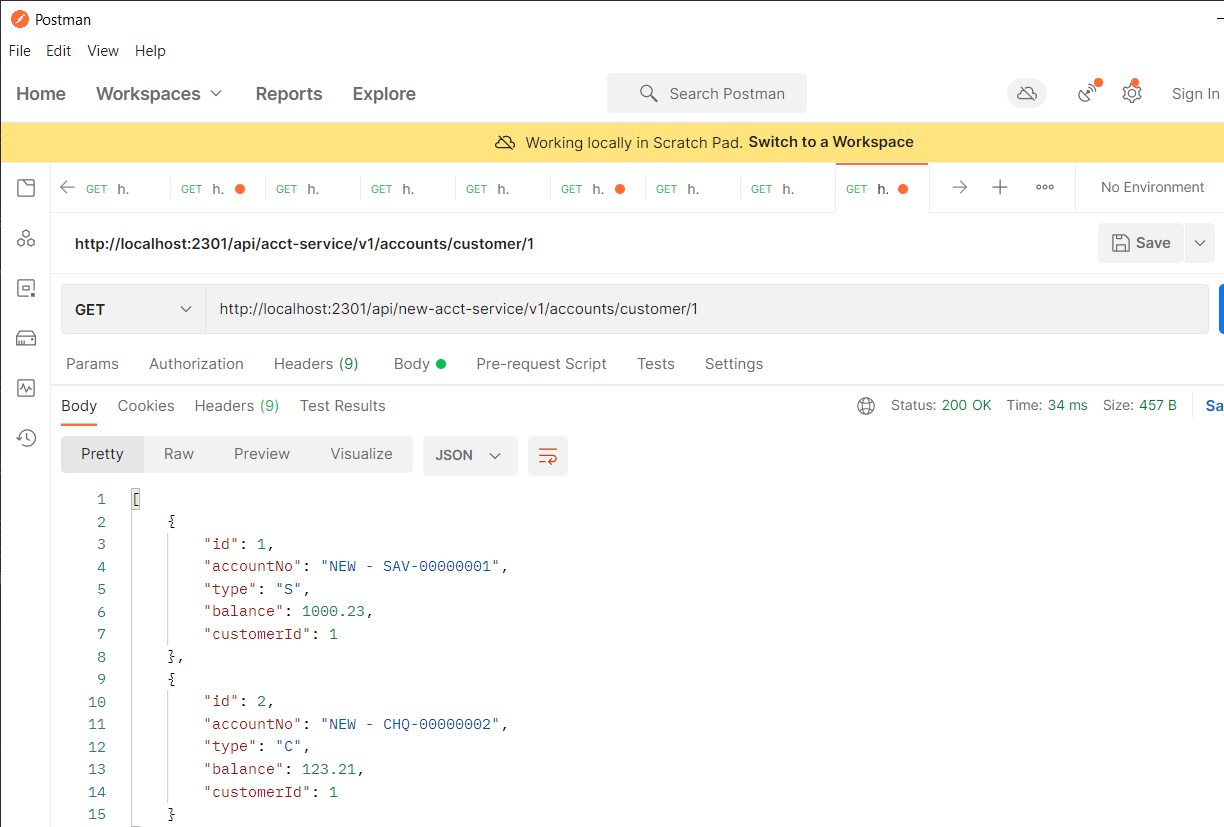 Postman
File Edit View Help
Home Workspaces Reports Explore Search Postman Sign In
Working locally in Scratch Pad. Switch to a Workspace
GET h. GET h. GET h. GET h. GET h. GET h. GET h. GET h. GET h. No Environment
http://localhost:2301/api/acct-service/v1/accounts/customer/1 Save
GET http://localhost:2301/api/new-acct-service/v1/accounts/customer/1
Params Authorization Headers (9) Body Pre-request Script Tests Settings
Body Cookies Headers (9) Test Results Status: 200 OK Time: 34 ms Size: 457 B Sa
Pretty Raw Preview Visualize JSON
1 [
2 {
3 "id": 1,
4 "accountNo": "NEW - SAV-00000001",
5 "type": "S",
6 "balance": 1000.23,
7 "customerId": 1
8 },
9 {
10 "id": 2,
11 "accountNo": "NEW - CHQ-00000002",
12 "type": "C",
13 "balance": 123.21,
14 "customerId": 1
15 }